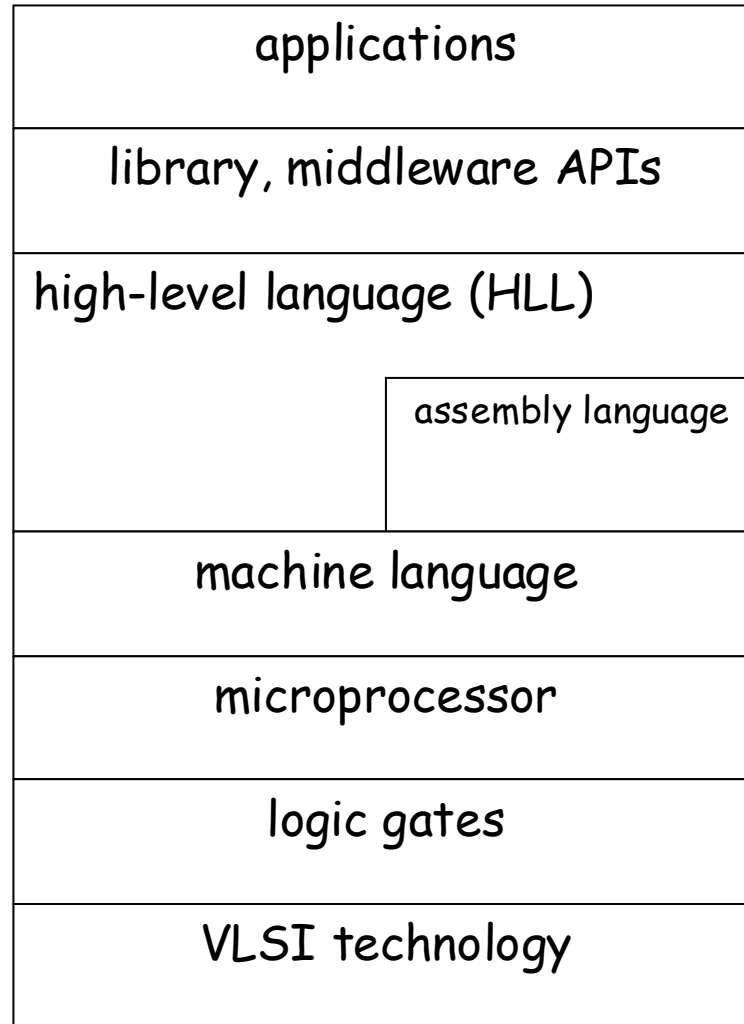 applications
library, middleware APIs
high-level language (HLL)
assembly language
machine language
microprocessor
logic gates
VLSI technology